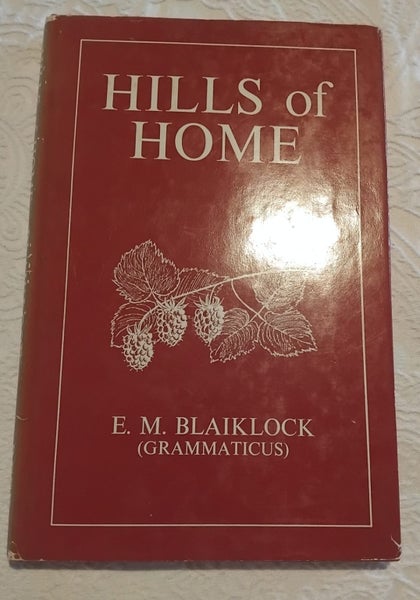 HILLS of
HOME
E. M. BLAIKLOCK
(GRAMMATICUS)